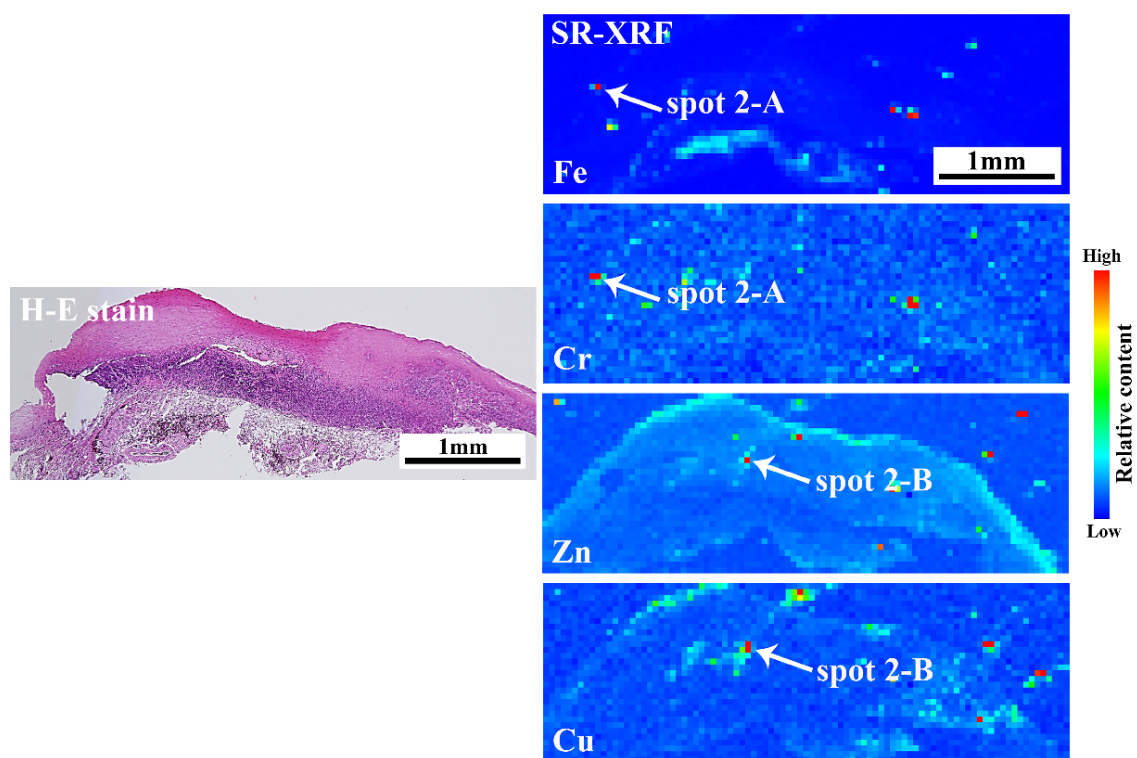 H-E stain
1mm
SR-XRF
spot 2-A
Fe
1mm
spot 2-A
Cr
spot 2-B
Zn
spot 2-B
Cu
High
Relative content
Low